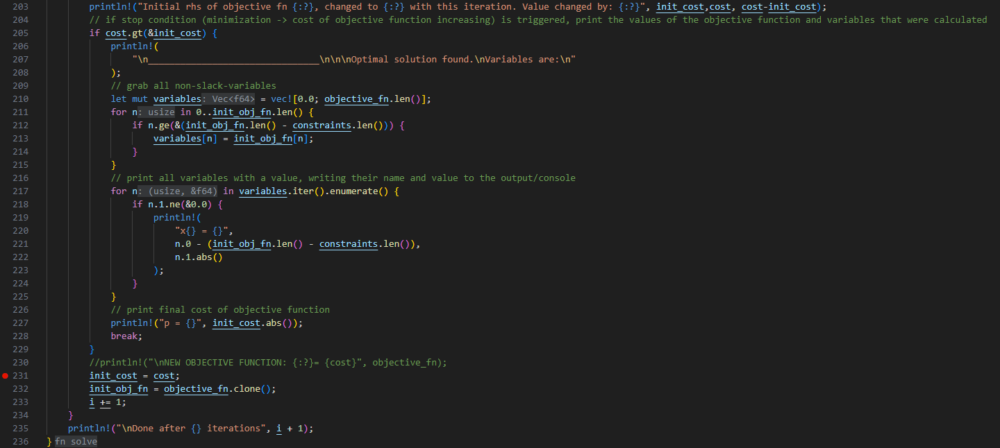 203 println!("Initial rhs of objective fn {:?}, changed to {:?} with this iteration. Value changed by: {:?}", init_cost,cost, cost-init_cost);
204 // if stop condition (minimization -> cost of objective function increasing) is triggered, print the values of the objective function and variables that were calculated
205 if cost.gt(&init_cost) {
206 println!(
207 "\n________________________________\n\n\nOptimal solution found.\nVariables are:\n"
208 );
209 // grab all non-slack-variables
210 let mut variables: Vec<f64> = vec![0.0; objective_fn.len()];
211 for n: usize in 0..init_obj_fn.len() {
212 if n.ge(&(init_obj_fn.len() - constraints.len())) {
213 variables[n] = init_obj_fn[n];
214 }
215 }
216 // print all variables with a value, writing their name and value to the output/console
217 for n: (usize, &f64) in variables.iter().enumerate() {
218 if n.1.ne(&0.0) {
219 println!(
220 "x{} = {}",
221 n.0 - (init_obj_fn.len() - constraints.len()),
222 n.1.abs()
223 );
224 }
225 }
226 // print final cost of objective function
227 println!("p = {}", init_cost.abs());
228 break;
229 }
230 //println!("\nNEW OBJECTIVE FUNCTION: {:?}= {cost}", objective_fn);
231 init_cost = cost;
232 init_obj_fn = objective_fn.clone();
233 i += 1;
234 }
235 println!("\nDone after {} iterations", i + 1);
236 } fn solve